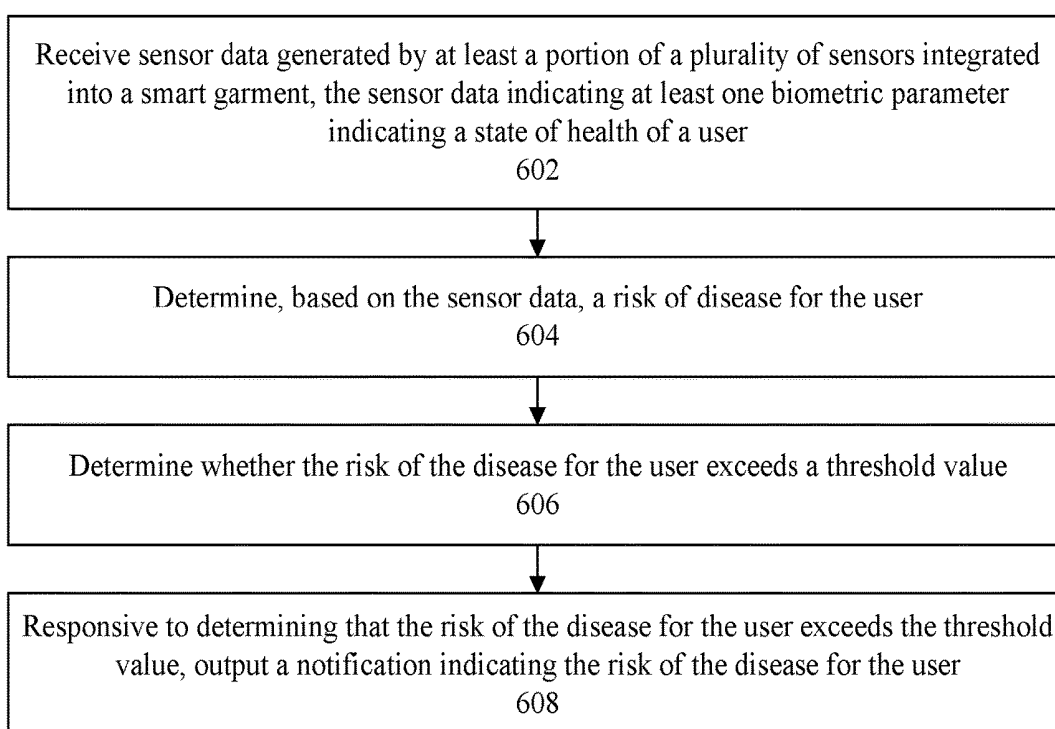 Receive sensor data generated by at least a portion of a plurality of sensors integrated
into a smart garment, the sensor data indicating at least one biometric parameter
indicating a state of health of a user
602
Determine, based on the sensor data, a risk of disease for the user
604
Determine whether the risk of the disease for the user exceeds a threshold value
606
Responsive to determining that the risk of the disease for the user exceeds the threshold
value, output a notification indicating the risk of the disease for the user
608